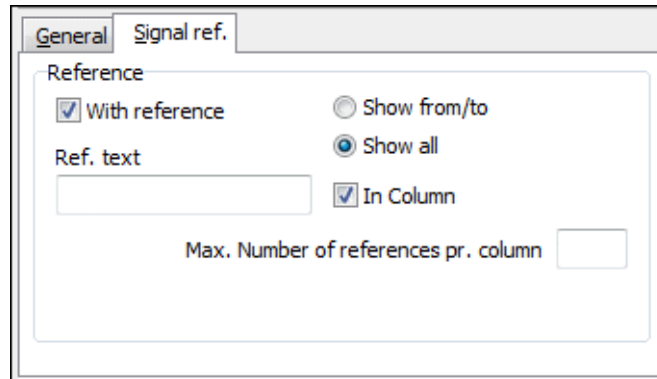 General Signal ref.
Reference
With reference Show from/to
Show all
Ref. text
In Column
Max. Number of references pr. column